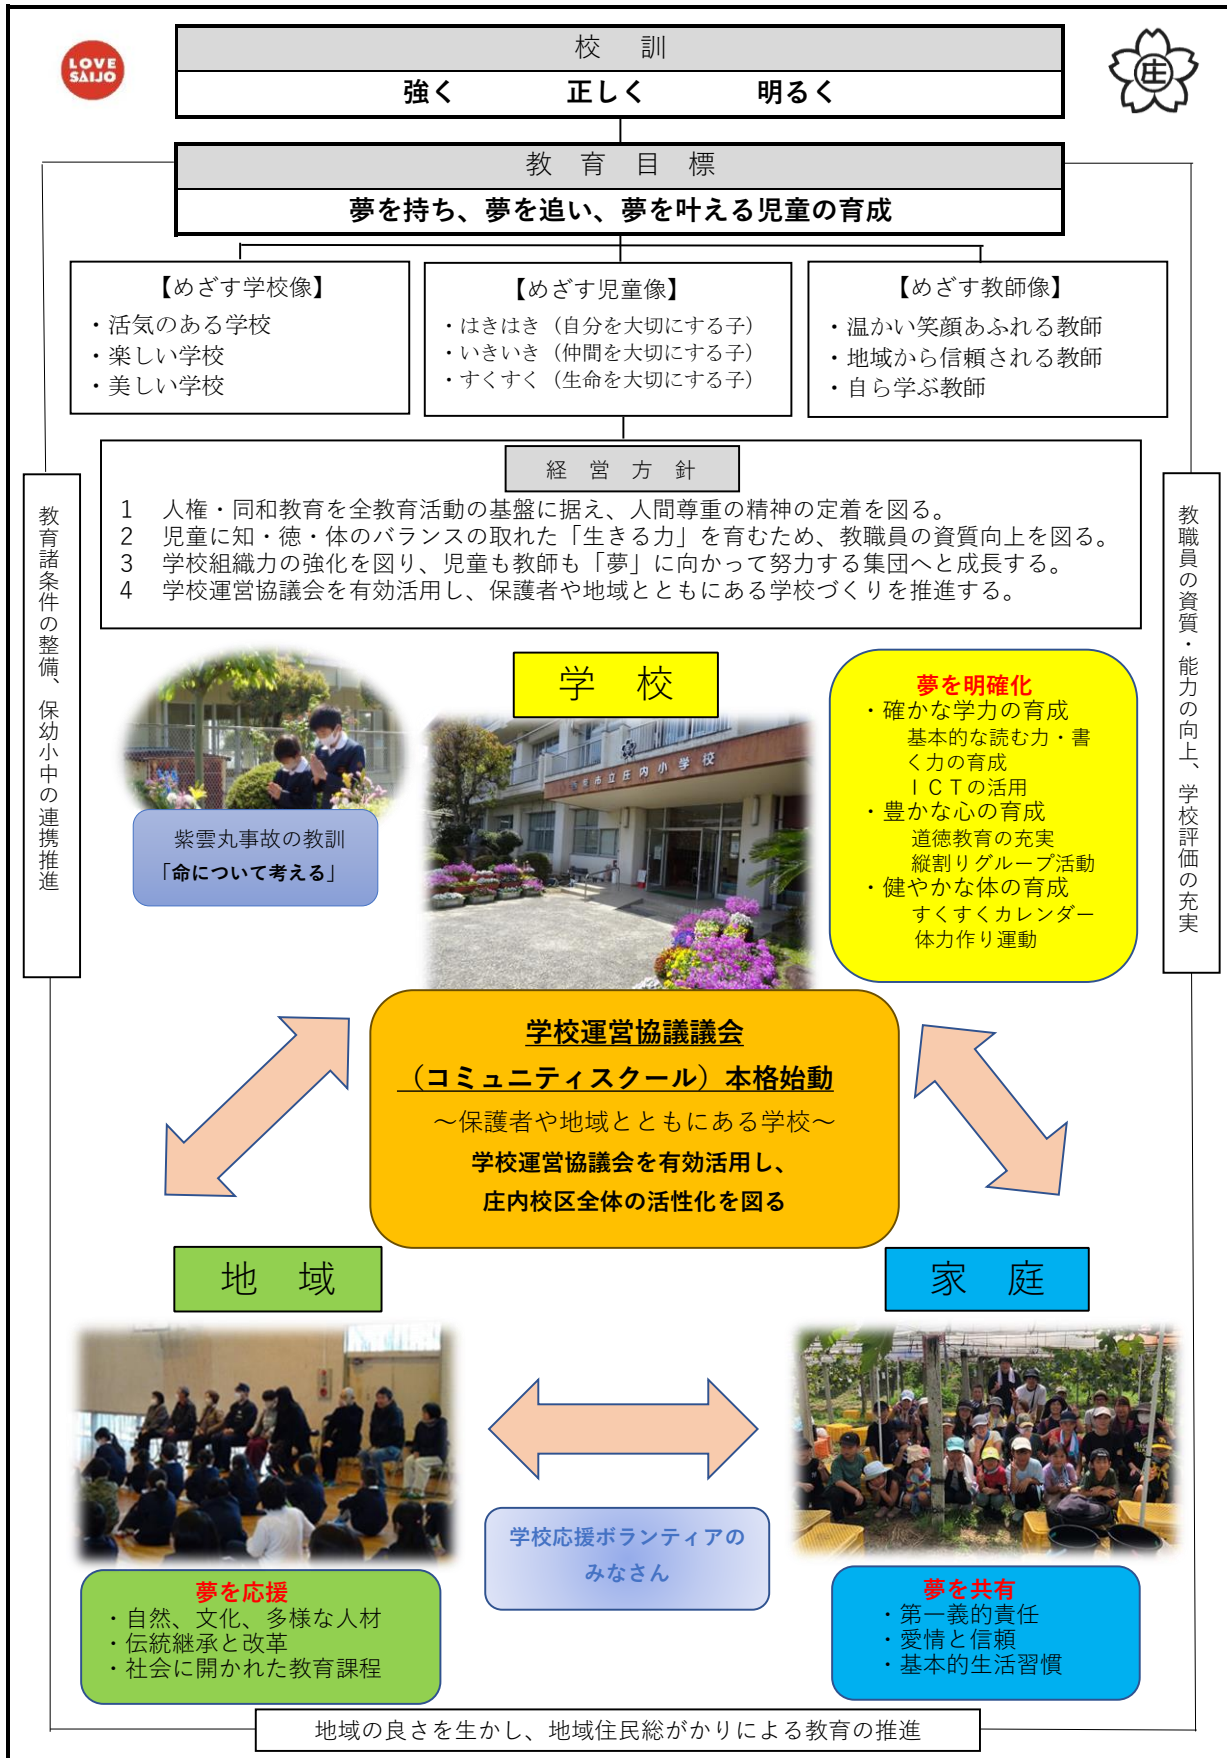 LOVE
SAIJO
校　訓
強く　正しく　明るく
庄
教　育　目　標
夢を持ち、夢を追い、夢を叶える児童の育成
【めざす学校像】
・活気のある学校
・楽しい学校
・美しい学校
【めざす児童像】
・はきはき（自分を大切にする子）
・いきいき（仲間を大切にする子）
・すくすく（生命を大切にする子）
【めざす教師像】
・温かい笑顔あふれる教師
・地域から信頼される教師
・自ら学ぶ教師
経　営　方　針
1　人権・同和教育を全教育活動の基盤に据え、人間尊重の精神の定着を図る。
2　児童に知・徳・体のバランスの取れた「生きる力」を育むため、教職員の資質向上を図る。
3　学校組織力の強化を図り、児童も教師も「夢」に向かって努力する集団へと成長する。
4　学校運営協議会を有効活用し、保護者や地域とともにある学校づくりを推進する。
教育諸条件の整備、保幼小中の連携推進
教職員の資質・能力の向上、学校評価の充実
学　校
市立庄内小学校
紫雲丸事故の教訓
「命について考える」
夢を明確化
・確かな学力の育成
基本的な読む力・書
く力の育成
ＩＣＴの活用
・豊かな心の育成
道徳教育の充実
縦割りグループ活動
・健やかな体の育成
すくすくカレンダー
体力作り運動
学校運営協議議会
（コミュニティスクール）本格始動
～保護者や地域とともにある学校～
学校運営協議会を有効活用し、
庄内校区全体の活性化を図る
地　域
家　庭
学校応援ボランティアの
みなさん
夢を応援
・自然、文化、多様な人材
・伝統継承と改革
・社会に開かれた教育課程
夢を共有
・第一義的責任
・愛情と信頼
・基本的生活習慣
地域の良さを生かし、地域住民総がかりによる教育の推進